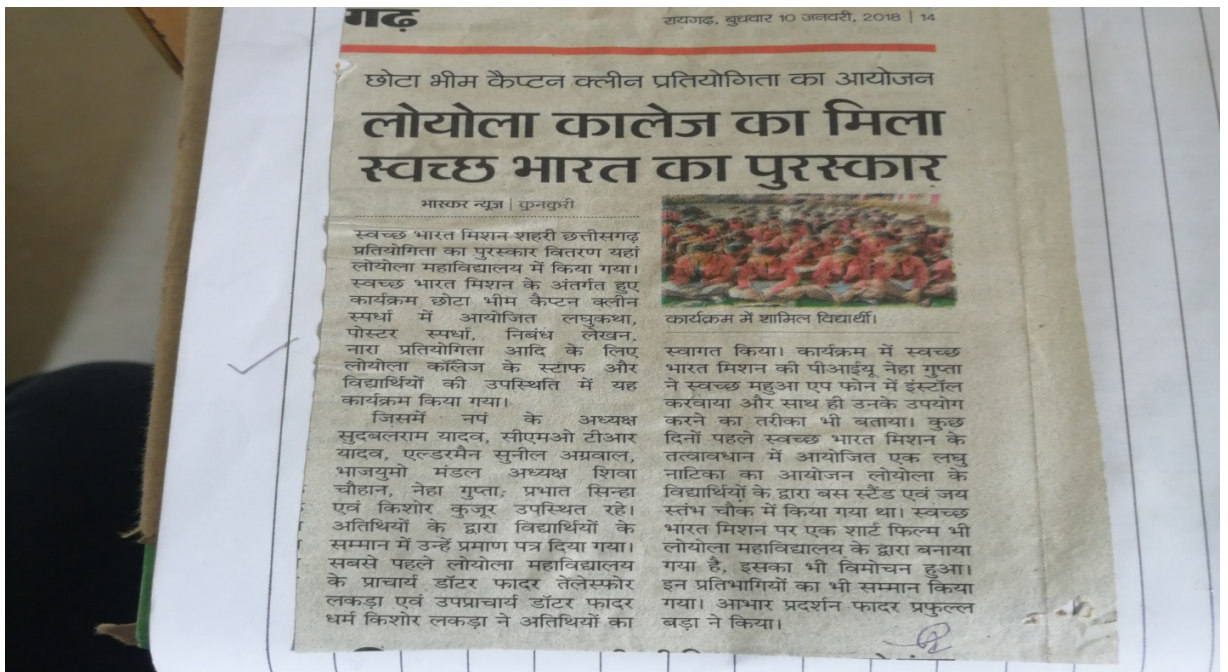 गढ़
रायगढ़, बुधवार 10 जनवरी, 2018 | 14
छोटा भीम कैप्टन क्लीन प्रतियोगिता का आयोजन
लोयोला कालेज का मिला
स्वच्छ भारत का पुरस्कार
भास्कर न्यूज | कुनकुरी
स्वच्छ भारत मिशन शहरी छत्तीसगढ़
प्रतियोगिता का पुरस्कार वितरण यहां
लोयोला महाविद्यालय में किया गया।
स्वच्छ भारत मिशन के अंतर्गत हुए
कार्यक्रम छोटा भीम कैप्टन क्लीन
स्पर्धा में आयोजित लघुकथा,
पोस्टर स्पर्धा, निबंध लेखन,
नारा प्रतियोगिता आदि के लिए
लोयोला कॉलेज के स्टाफ और
विद्यार्थियों की उपस्थिति में यह
कार्यक्रम किया गया।
जिसमें नपं के अध्यक्ष
सुदबलराम यादव, सीएमओ टीआर
यादव, एल्डरमैन सुनील अग्रवाल,
भाजयुमो मंडल अध्यक्ष शिवा
चौहान, नेहा गुप्ता, प्रभात सिन्हा
एवं किशोर कुजूर उपस्थित रहे।
अतिथियों के द्वारा विद्यार्थियों के
सम्मान में उन्हें प्रमाण पत्र दिया गया।
सबसे पहले लोयोला महाविद्यालय
के प्राचार्य डॉटर फादर तेलेस्फोर
लकड़ा एवं उपप्राचार्य डॉटर फादर
धर्म किशोर लकड़ा ने अतिथियों का
कार्यक्रम में शामिल विद्यार्थी।
स्वागत किया। कार्यक्रम में स्वच्छ
भारत मिशन की पीआईयू नेहा गुप्ता
ने स्वच्छ महुआ एप फोन में इंस्टॉल
करवाया और साथ ही उनके उपयोग
करने का तरीका भी बताया। कुछ
दिनों पहले स्वच्छ भारत मिशन के
तत्वावधान में आयोजित एक लघु
नाटिका का आयोजन लोयोला के
विद्यार्थियों के द्वारा बस स्टैंड एवं जय
स्तंभ चौक में किया गया था। स्वच्छ
भारत मिशन पर एक शार्ट फिल्म भी
लोयोला महाविद्यालय के द्वारा बनाया
गया है, इसका भी विमोचन हुआ।
इन प्रतिभागियों का भी सम्मान किया
गया। आभार प्रदर्शन फादर प्रफुल्ल
बड़ा ने किया।